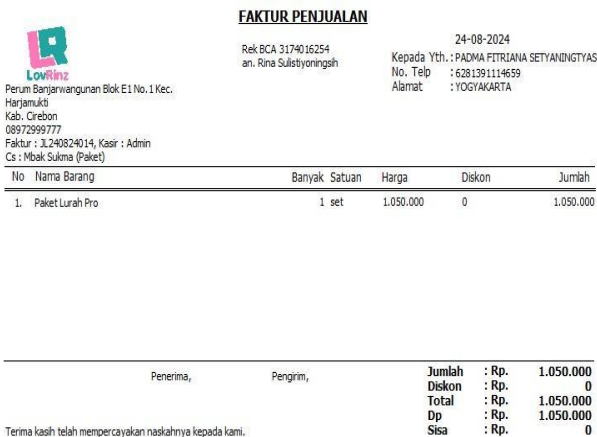 FAKTUR PENJUALAN
LR
LovRinz
Perum Banjarwangunan Blok E1 No.1 Kec.
Harjamukti
Kab. Cirebon
08972999777
Faktur : JL240824014, Kasir : Admin
Cs : Mbak Sukma (Paket)
Rek BCA 3174016254
an. Rina Sulistiyoningsih
24-08-2024
Kepada Yth. : PADMA FITRIANA SETYANINGTYAS
No. Telp : 6281391114659
Alamat : YOGYAKARTA
No Nama Barang Banyak Satuan Harga Diskon Jumlah
1. Paket Lurah Pro 1 set 1.050.000 0 1.050.000
Penerima, Pengirim,
Jumlah : Rp. 1.050.000
Diskon : Rp. 0
Total : Rp. 1.050.000
Dp : Rp. 1.050.000
Sisa : Rp. 0
Terima kasih telah mempercayakan naskahnya kepada kami.